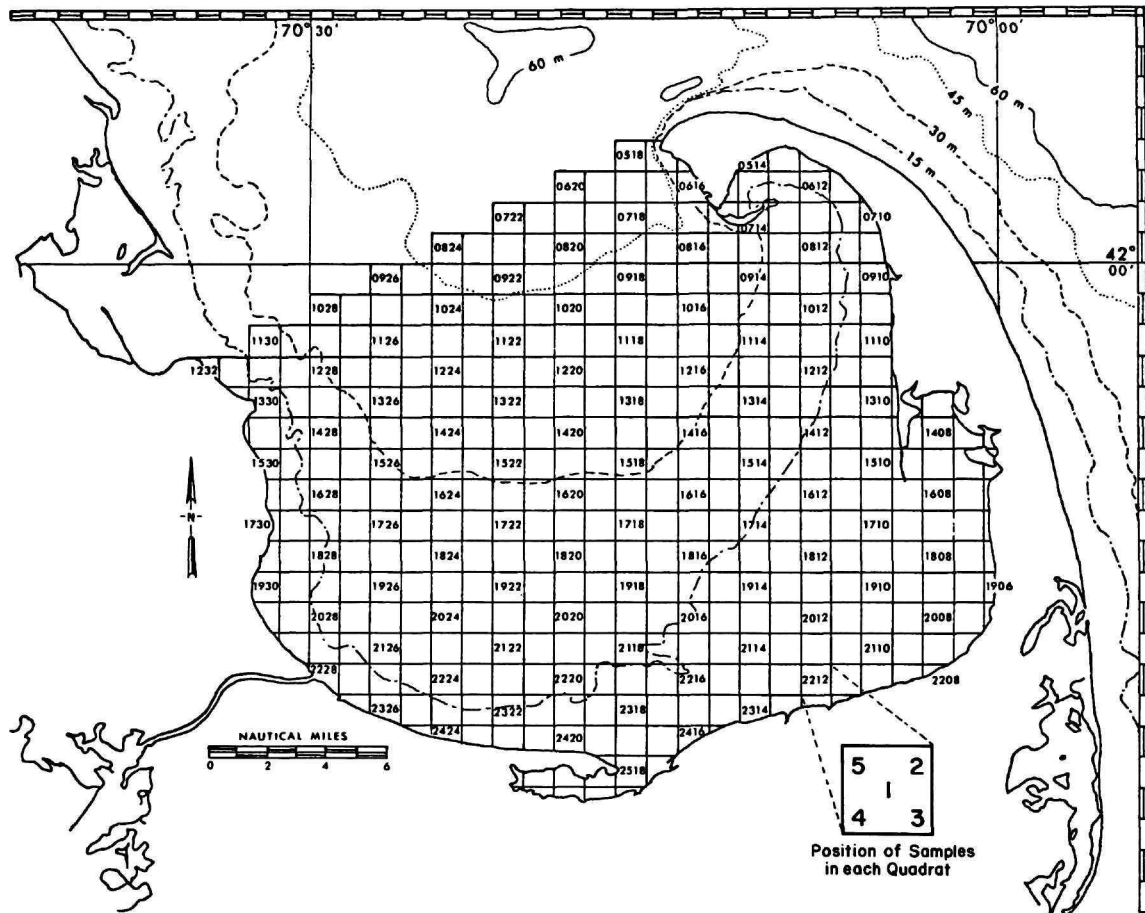 70° 30'
70° 00'
60 m
60 m
45 m
30 m
15 m
0518
0514
0620 0616 0612
0722 0718 0714 0710
0824 0820 0816 0812
42° 00'
0926 0922 0918 0914 0910
1028 1024 1020 1016 1012
1130 1126 1122 1118 1114 1110
1232 1228 1224 1220 1216 1212
1330 1326 1322 1318 1314 1310
1428 1424 1420 1416 1412 1408
1530 1526 1522 1518 1514 1510
1628 1624 1620 1616 1612 1608
N
1730 1726 1722 1718 1714 1710
1828 1824 1820 1816 1812 1808
1930 1926 1922 1918 1914 1910 1906
2028 2024 2020 2016 2012 2008
2126 2122 2118 2114 2110
2228 2224 2220 2216 2212 2208
2326 2322 2318 2314
2424 2420 2416
2518
NAUTICAL MILES
0 2 4 6
5 2
1
4 3
Position of Samples
in each Quadrat